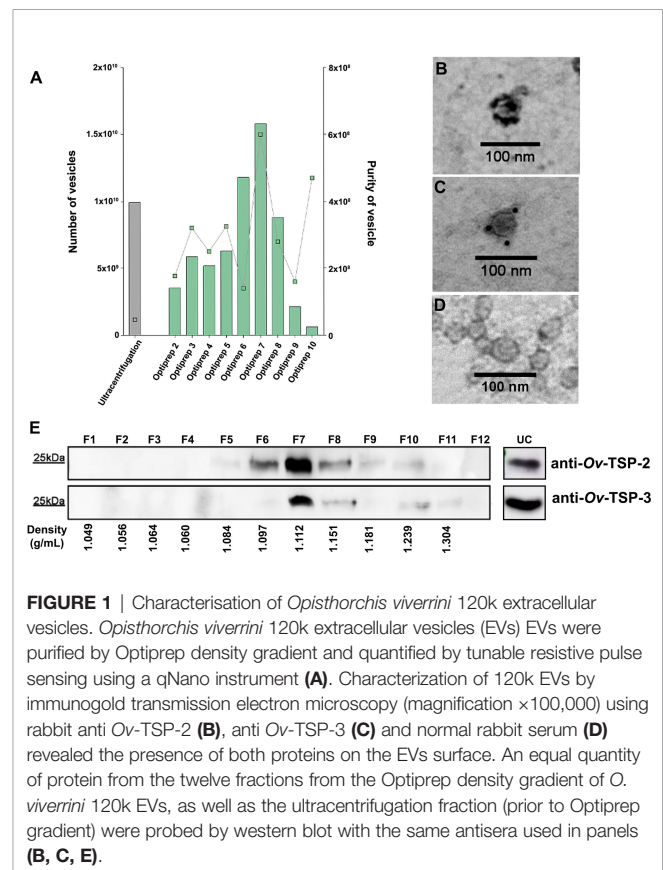 A
Number of vesicles
2x10¹⁰
1.5x10¹⁰
1x10¹⁰
5x10⁹
0
Purity of vesicle
8x10⁸
6x10⁸
4x10⁸
2x10⁸
0
Ultracentrifugation
Optiprep 2
Optiprep 3
Optiprep 4
Optiprep 5
Optiprep 6
Optiprep 7
Optiprep 8
Optiprep 9
Optiprep 10
B
100 nm
C
100 nm
D
100 nm
E
F1 F2 F3 F4 F5 F6 F7 F8 F9 F10 F11 F12 UC
25kDa anti-Ov-TSP-2
25kDa anti-Ov-TSP-3
Density (g/mL)
1.049 1.056 1.064 1.060 1.084 1.097 1.112 1.151 1.181 1.239 1.304
FIGURE 1 | Characterisation of Opisthorchis viverrini 120k extracellular
vesicles. Opisthorchis viverrini 120k extracellular vesicles (EVs) EVs were
purified by Optiprep density gradient and quantified by tunable resistive pulse
sensing using a qNano instrument (A). Characterization of 120k EVs by
immunogold transmission electron microscopy (magnification ×100,000) using
rabbit anti Ov-TSP-2 (B), anti Ov-TSP-3 (C) and normal rabbit serum (D)
revealed the presence of both proteins on the EVs surface. An equal quantity
of protein from the twelve fractions from the Optiprep density gradient of O.
viverrini 120k EVs, as well as the ultracentrifugation fraction (prior to Optiprep
gradient) were probed by western blot with the same antisera used in panels
(B, C, E).